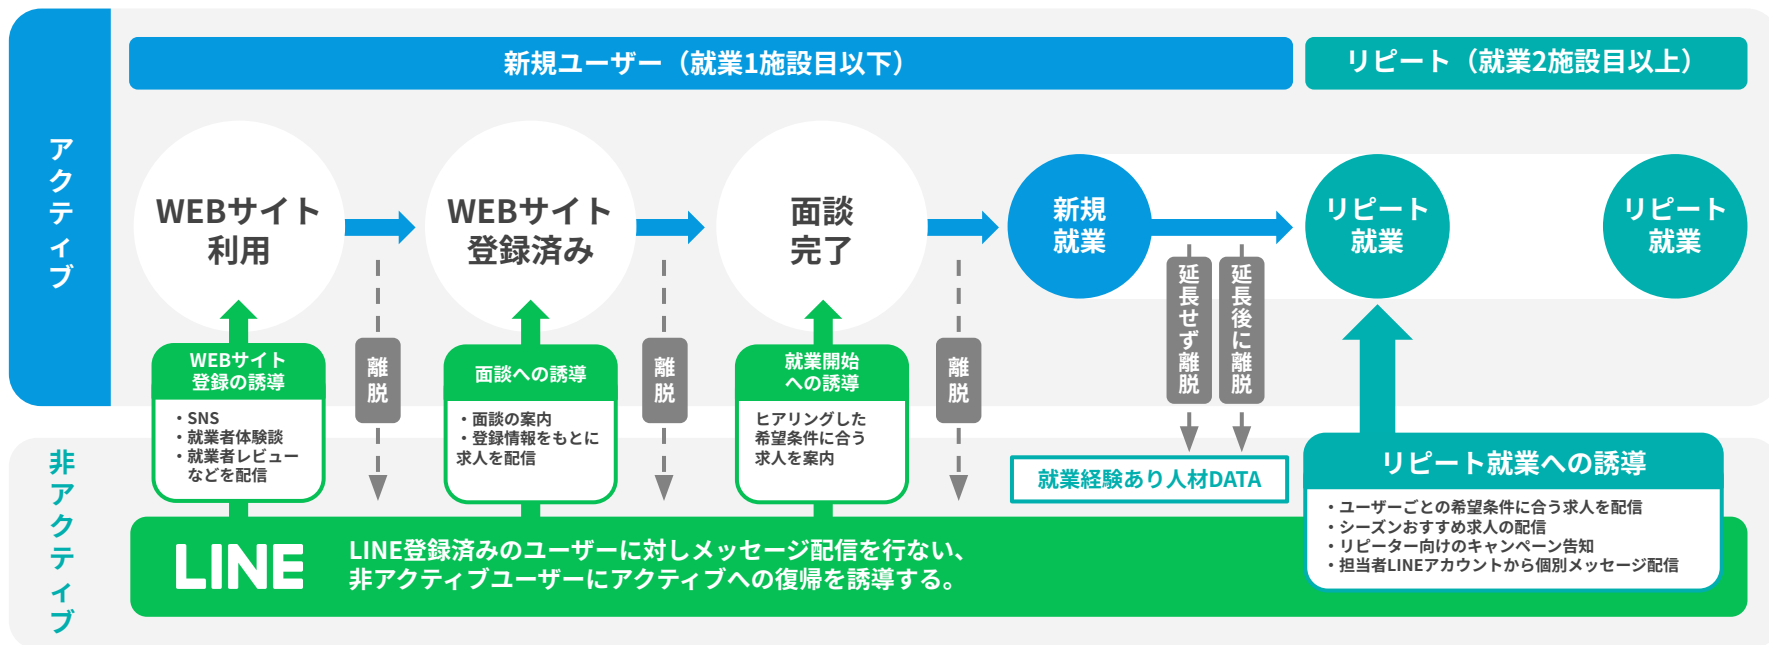 アクティブ
新規ユーザー（就業1施設目以下）
リピート（就業2施設目以上）
WEBサイト
利用
WEBサイト
登録済み
面談
完了
新規
就業
リピート
就業
リピート
就業
離脱
離脱
離脱
延長せず離脱
延長後に離脱
WEBサイト
登録の誘導
・SNS
・就業者体験談
・就業者レビュー
などを配信
面談への誘導
・面談の案内
・登録情報をもとに
求人を配信
就業開始
への誘導
ヒアリングした
希望条件に合う
求人を案内
就業経験あり人材DATA
リピート就業への誘導
・ユーザーごとの希望条件に合う求人を配信
・シーズンおすすめ求人の配信
・リピーター向けのキャンペーン告知
・担当者LINEアカウントから個別メッセージ配信
非アクティブ
LINE
LINE登録済みのユーザーに対しメッセージ配信を行ない、
非アクティブユーザーにアクティブへの復帰を誘導する。